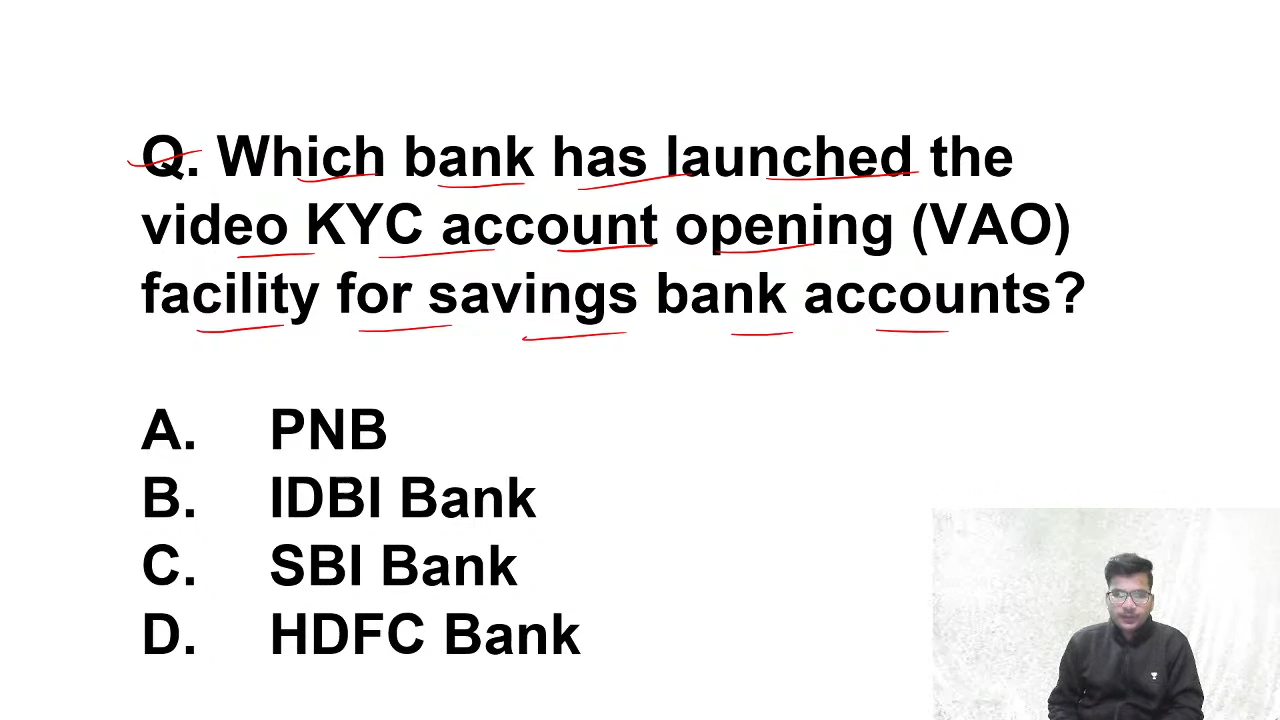 Q. Which bank has launched the
video KYC account opening (VAO)
facility for savings bank accounts?
A. PNB
B. IDBI Bank
C. SBI Bank
D. HDFC Bank